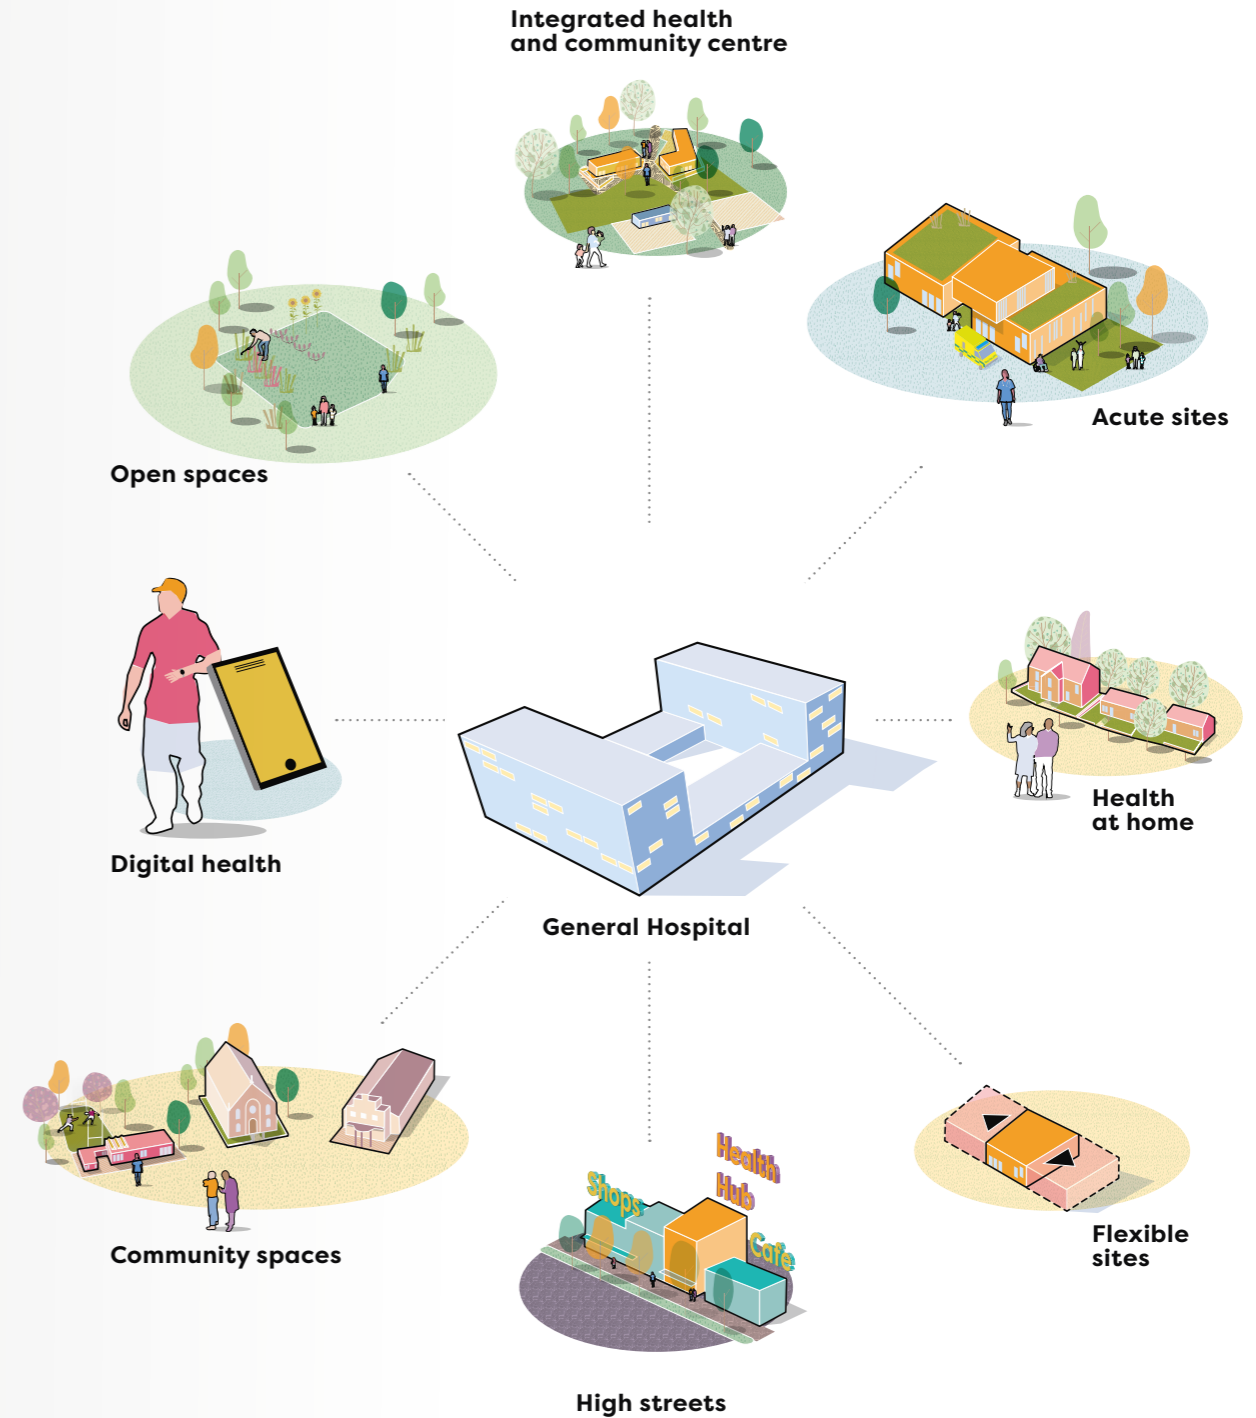 Integrated health
and community centre
Acute sites
Open spaces
Health
at home
Digital health
General Hospital
Health
Hub
Shops
Cafe
Community spaces
Flexible
sites
High streets